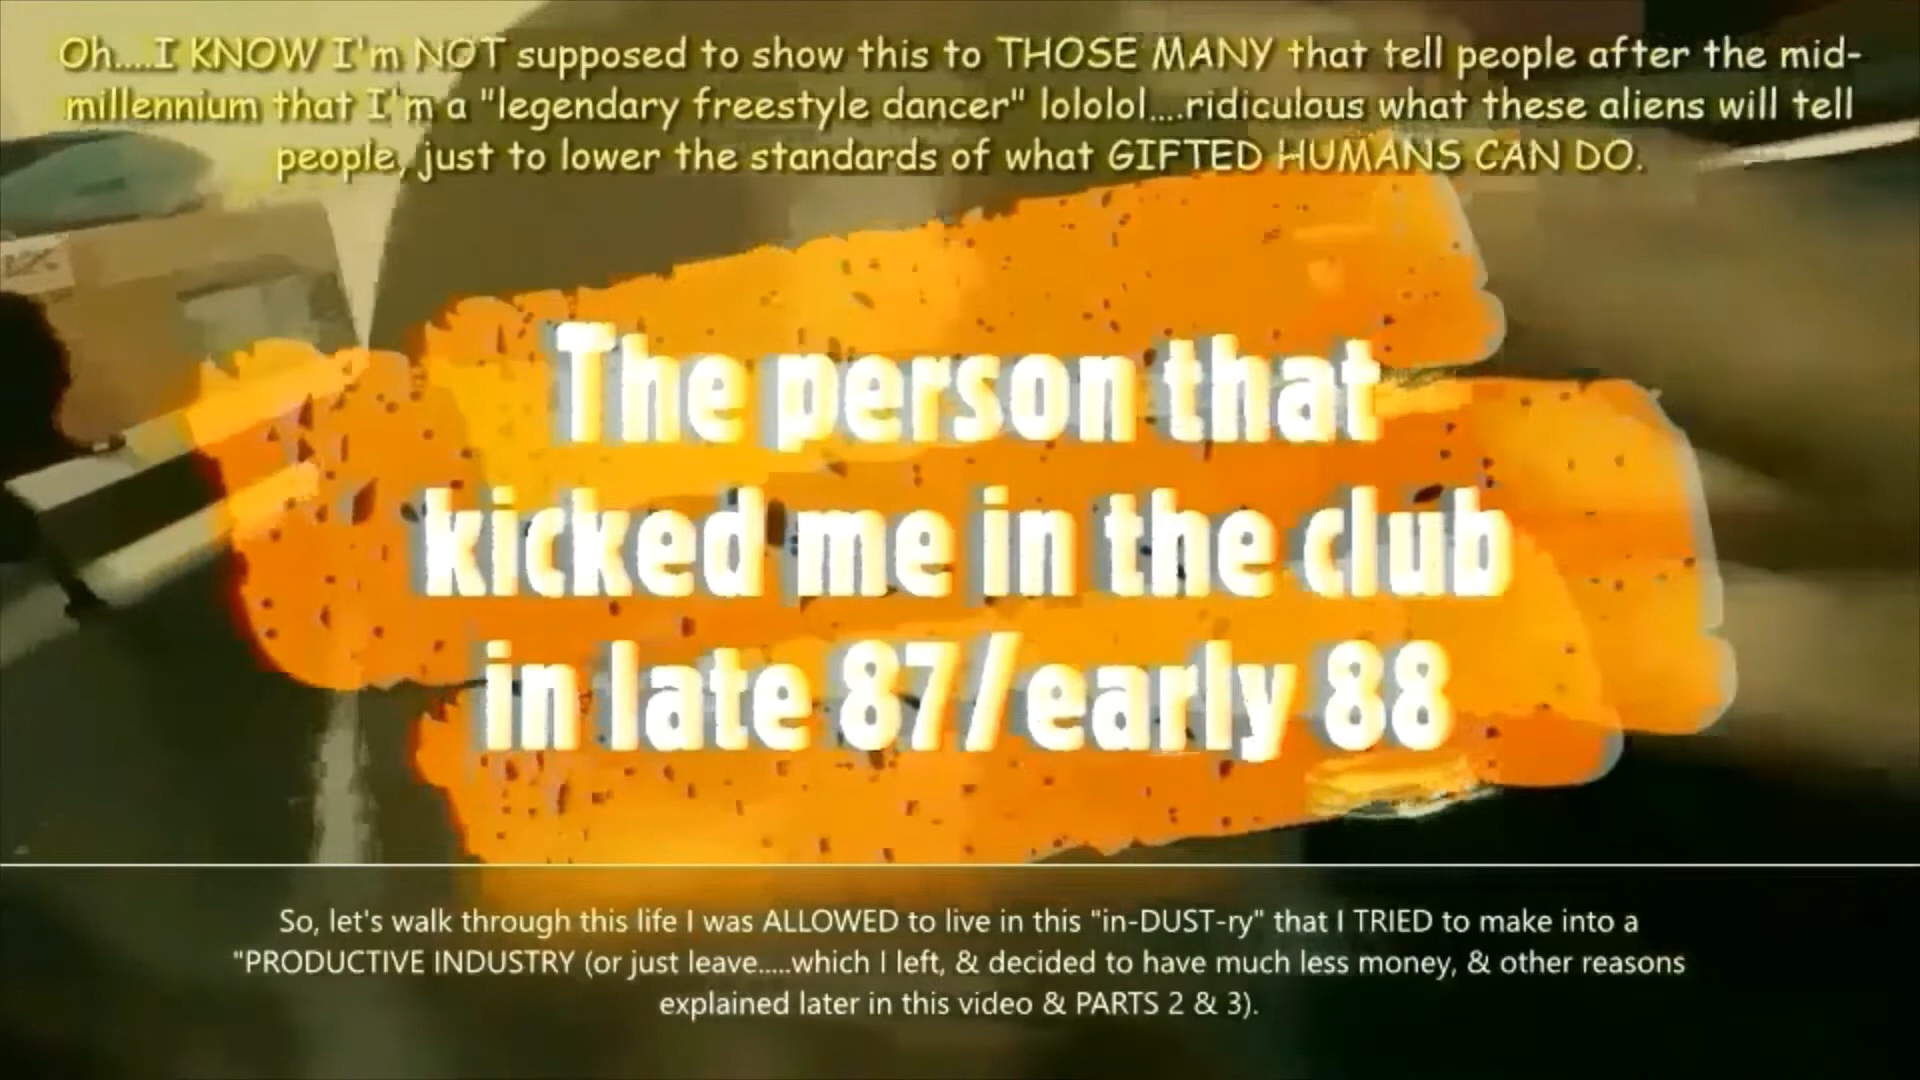 Oh....I KNOW I'm NOT supposed to show this to THOSE MANY that tell people after the mid-
millennium that I'm a "legendary freestyle dancer" lololol....ridiculous what these aliens will tell
people, just to lower the standards of what GIFTED HUMANS CAN DO.
The person that
kicked me in the club
in late 87/early 88
So, let's walk through this life I was ALLOWED to live in this "in-DUST-ry" that I TRIED to make into a
"PRODUCTIVE INDUSTRY (or just leave.....which I left, & decided to have much less money, & other reasons
explained later in this video & PARTS 2 & 3).